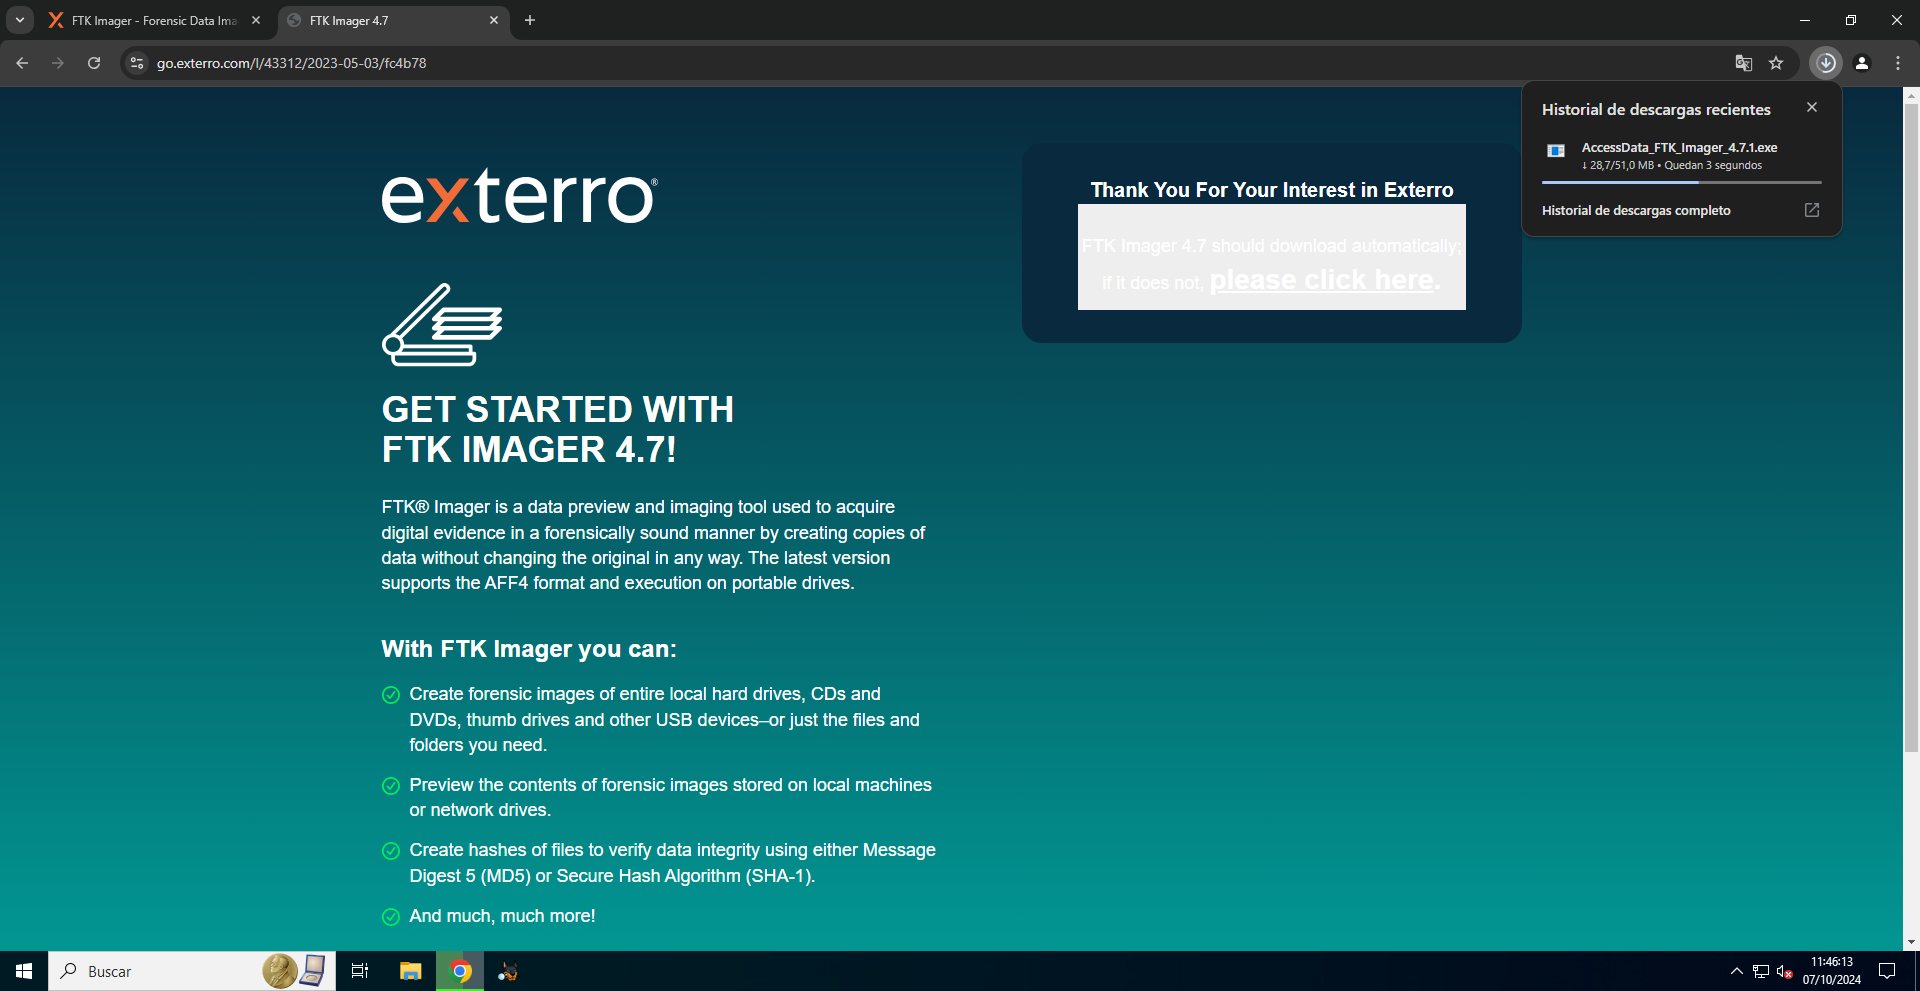 FTK Imager - Forensic Data Ima
FTK Imager 4.7
go.exterro.com/l/43312/2023-05-03/fc4b78
Historial de descargas recientes
AccessData_FTK_Imager_4.7.1.exe
↓ 28,7/51,0 MB • Quedan 3 segundos
Historial de descargas completo
exterro®
Thank You For Your Interest in Exterro
FTK Imager 4.7 should download automatically;
if it does not, please click here.
GET STARTED WITH
FTK IMAGER 4.7!
FTK® Imager is a data preview and imaging tool used to acquire
digital evidence in a forensically sound manner by creating copies of
data without changing the original in any way. The latest version
supports the AFF4 format and execution on portable drives.
With FTK Imager you can:
Create forensic images of entire local hard drives, CDs and
DVDs, thumb drives and other USB devices–or just the files and
folders you need.
Preview the contents of forensic images stored on local machines
or network drives.
Create hashes of files to verify data integrity using either Message
Digest 5 (MD5) or Secure Hash Algorithm (SHA-1).
And much, much more!
Buscar
11:46:13
07/10/2024